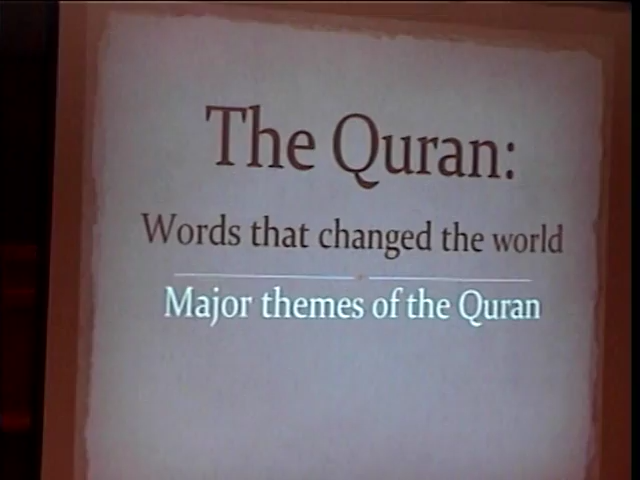 The Quran:
Words that changed the world
Major themes of the Quran